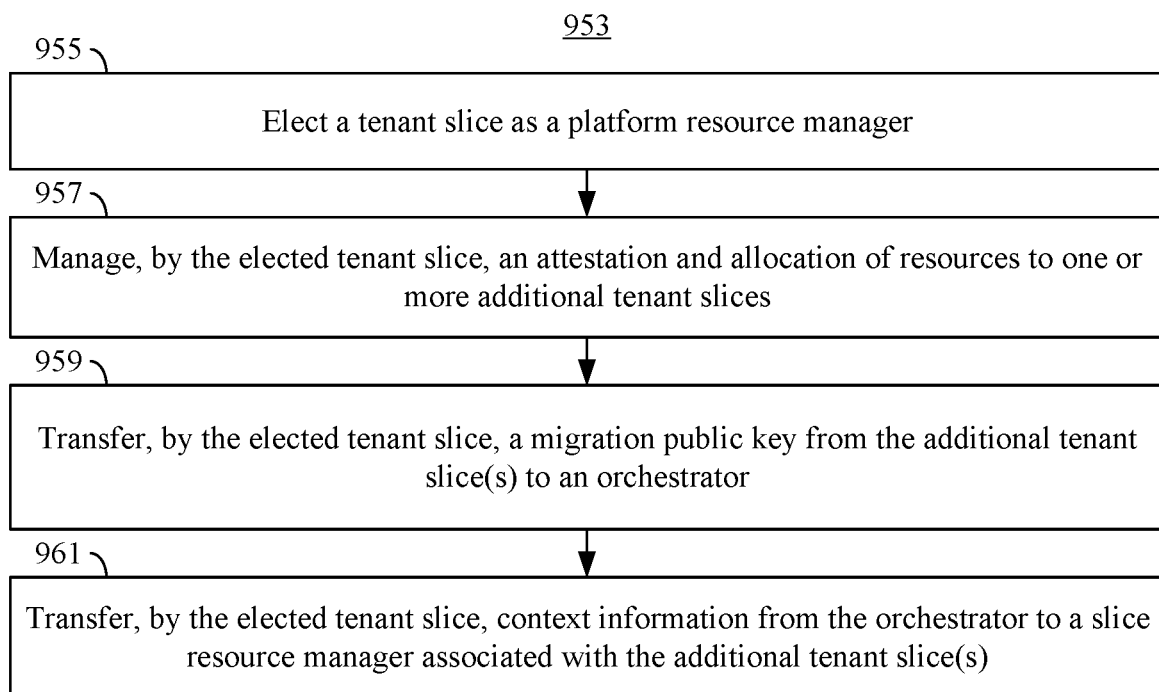 953
955
Elect a tenant slice as a platform resource manager
957
Manage, by the elected tenant slice, an attestation and allocation of resources to one or
more additional tenant slices
959
Transfer, by the elected tenant slice, a migration public key from the additional tenant
slice(s) to an orchestrator
961
Transfer, by the elected tenant slice, context information from the orchestrator to a slice
resource manager associated with the additional tenant slice(s)